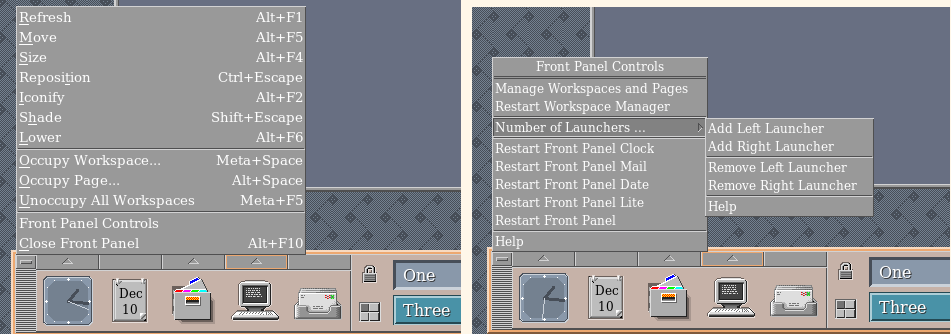 Refresh Alt+F1
Move Alt+F5
Size Alt+F4
Reposition Ctrl+Escape
Iconify Alt+F2
Shade Shift+Escape
Lower Alt+F6
Occupy Workspace... Meta+Space
Occupy Page... Alt+Space
Unoccupy All Workspaces Meta+F5
Front Panel Controls
Close Front Panel Alt+F10
Dec
10
One
Three
Front Panel Controls
Manage Workspaces and Pages
Restart Workspace Manager
Number of Launchers ...
Restart Front Panel Clock
Restart Front Panel Mail
Restart Front Panel Date
Restart Front Panel Lite
Restart Front Panel
Help
Add Left Launcher
Add Right Launcher
Remove Left Launcher
Remove Right Launcher
Help
Dec
10
One
Three